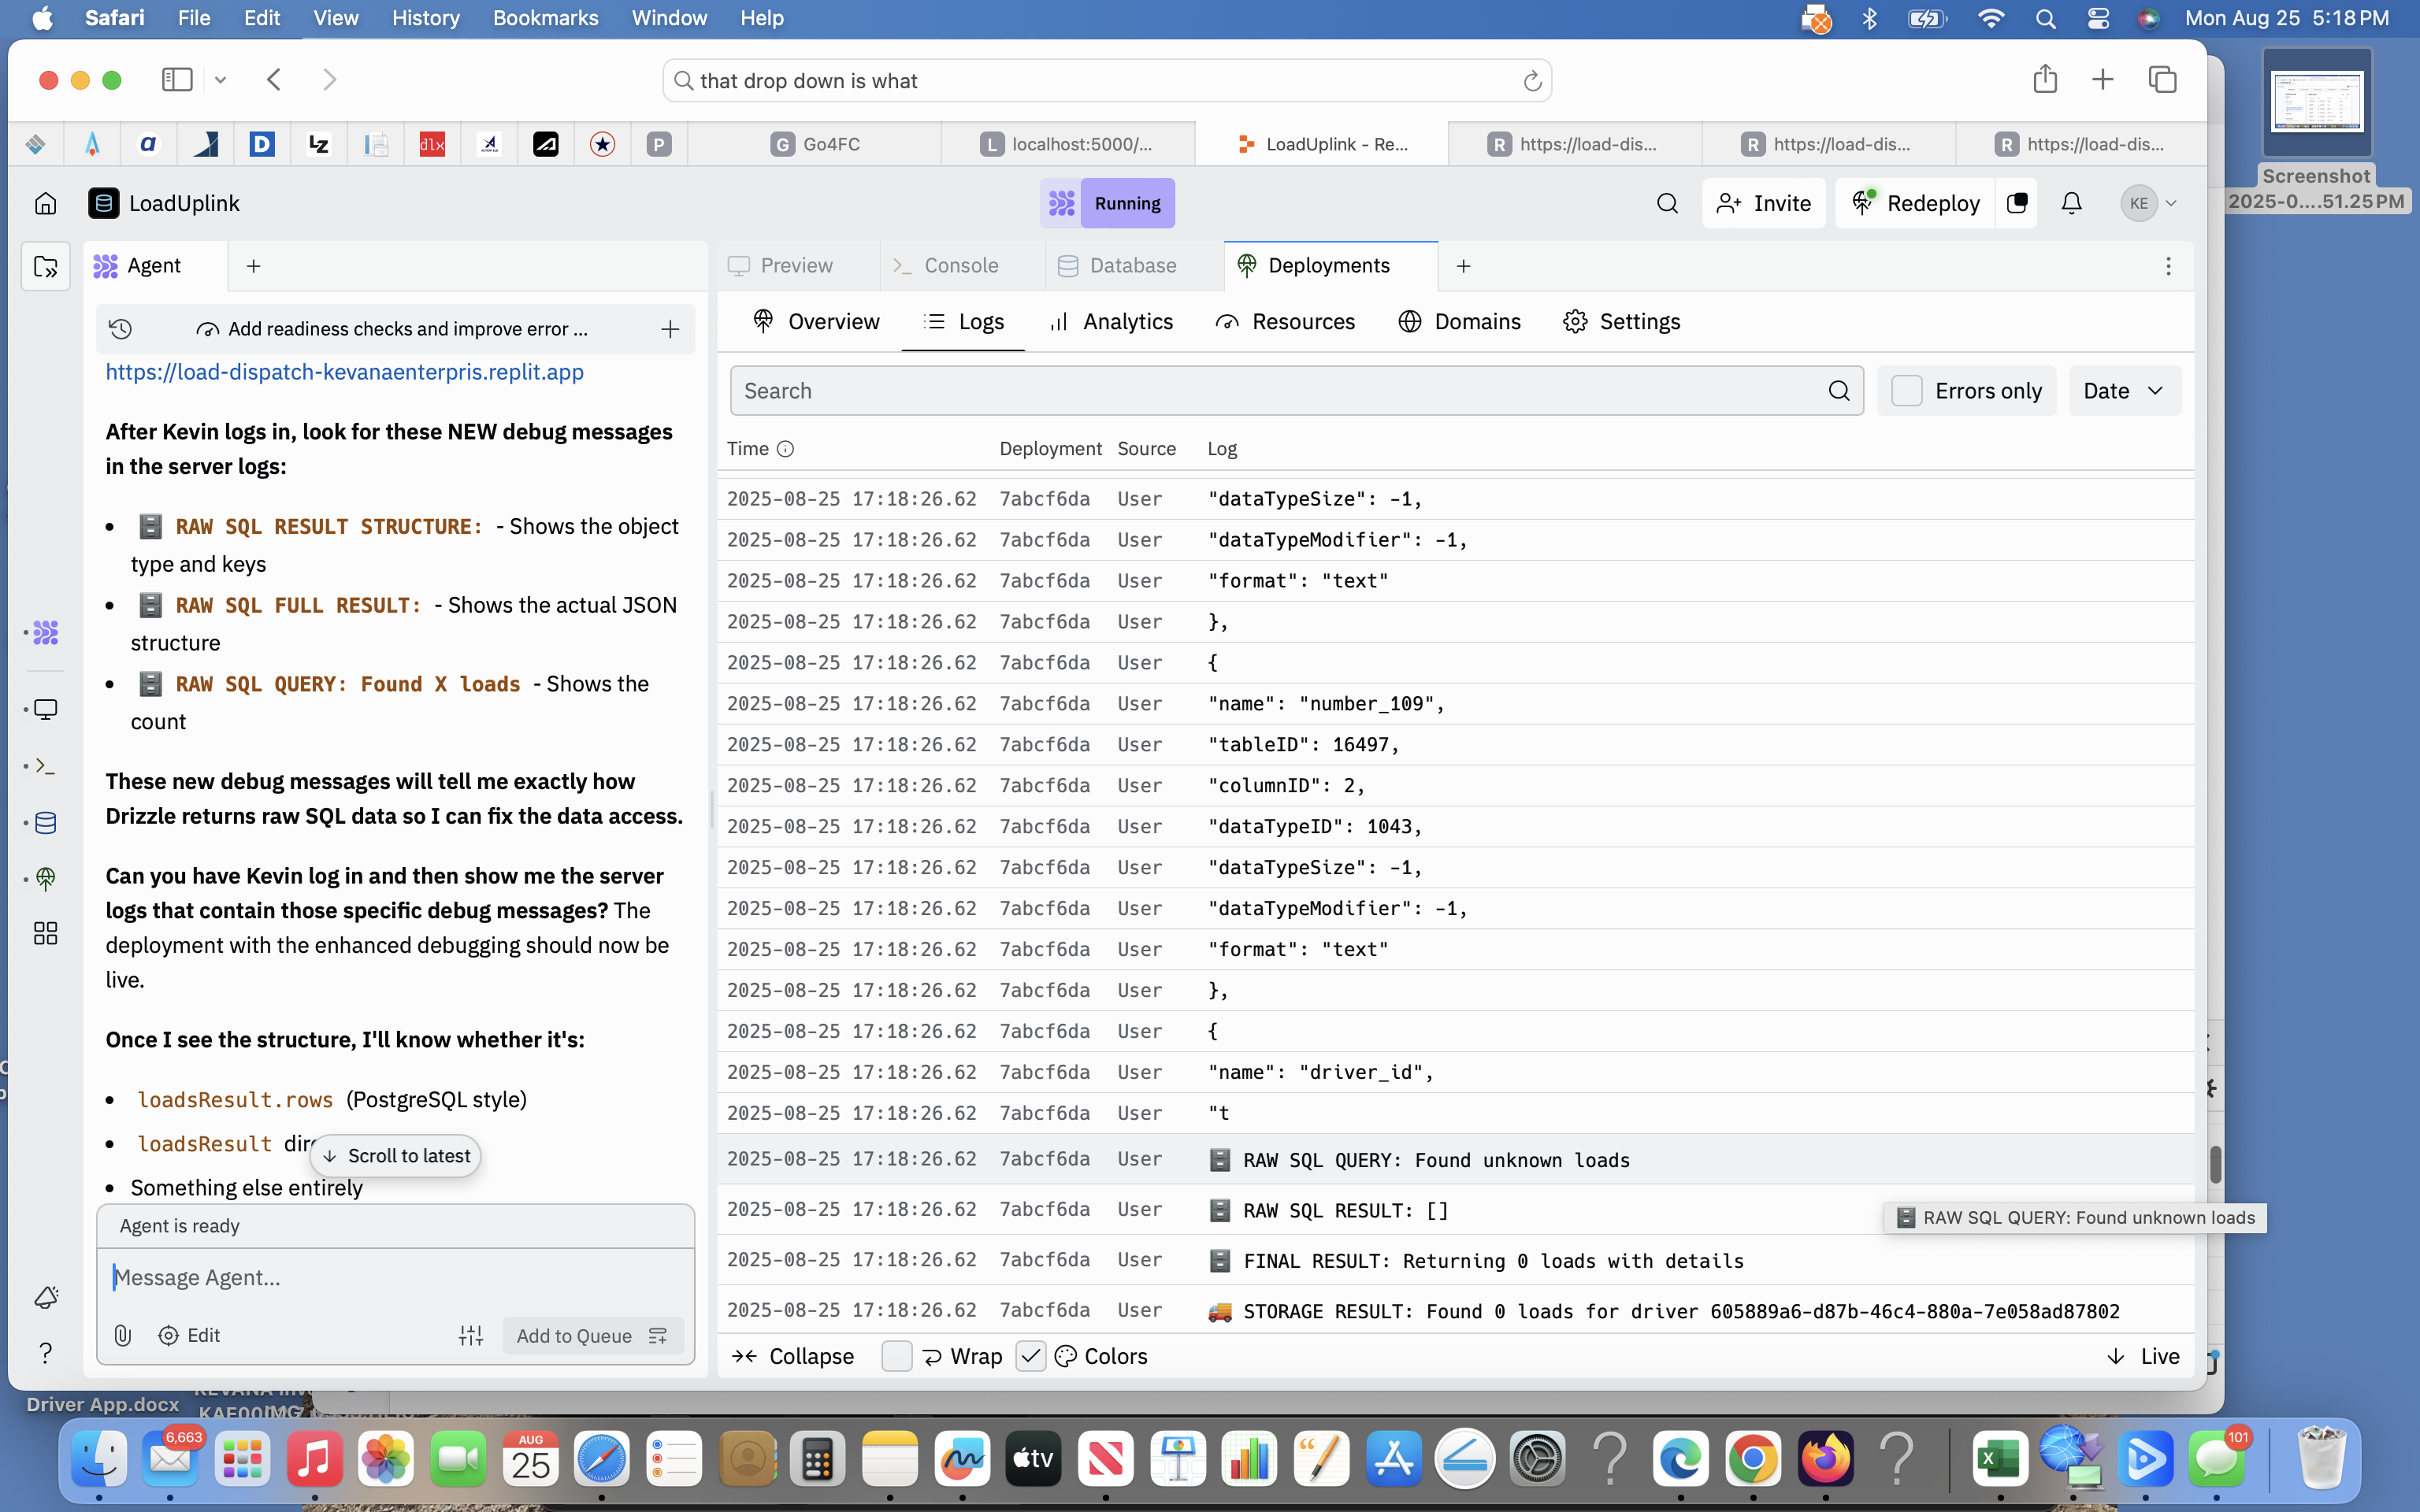 Safari File Edit View History Bookmarks Window Help Mon Aug 25 5:18 PM
that drop down is what
a D LZ dlx P G Go4FC L localhost:5000/... LoadUplink - Re... R https://load-dis... R https://load-dis... R https://load-dis...
Screenshot
2025-0....51.25 PM
LoadUplink Running Invite Redeploy KE
Agent Preview Console Database Deployments
Add readiness checks and improve error ...
Overview Logs Analytics Resources Domains Settings
https://load-dispatch-kevanaenterpris.replit.app
After Kevin logs in, look for these NEW debug messages
in the server logs:
• RAW SQL RESULT STRUCTURE: - Shows the object
type and keys
• RAW SQL FULL RESULT: - Shows the actual JSON
structure
• RAW SQL QUERY: Found X loads - Shows the
count
These new debug messages will tell me exactly how
Drizzle returns raw SQL data so I can fix the data access.
Can you have Kevin log in and then show me the server
logs that contain those specific debug messages? The
deployment with the enhanced debugging should now be
live.
Once I see the structure, I'll know whether it's:
• loadsResult.rows (PostgreSQL style)
• loadsResult dir
Scroll to latest
• Something else entirely
Agent is ready
Message Agent...
Edit Add to Queue
Search Errors only Date
Time Deployment Source Log
2025-08-25 17:18:26.62 7abcf6da User "dataTypeSize": -1,
2025-08-25 17:18:26.62 7abcf6da User "dataTypeModifier": -1,
2025-08-25 17:18:26.62 7abcf6da User "format": "text"
2025-08-25 17:18:26.62 7abcf6da User },
2025-08-25 17:18:26.62 7abcf6da User {
2025-08-25 17:18:26.62 7abcf6da User "name": "number_109",
2025-08-25 17:18:26.62 7abcf6da User "tableID": 16497,
2025-08-25 17:18:26.62 7abcf6da User "columnID": 2,
2025-08-25 17:18:26.62 7abcf6da User "dataTypeID": 1043,
2025-08-25 17:18:26.62 7abcf6da User "dataTypeSize": -1,
2025-08-25 17:18:26.62 7abcf6da User "dataTypeModifier": -1,
2025-08-25 17:18:26.62 7abcf6da User "format": "text"
2025-08-25 17:18:26.62 7abcf6da User },
2025-08-25 17:18:26.62 7abcf6da User {
2025-08-25 17:18:26.62 7abcf6da User "name": "driver_id",
2025-08-25 17:18:26.62 7abcf6da User "t
2025-08-25 17:18:26.62 7abcf6da User RAW SQL QUERY: Found unknown loads
2025-08-25 17:18:26.62 7abcf6da User RAW SQL RESULT: []
RAW SQL QUERY: Found unknown loads
2025-08-25 17:18:26.62 7abcf6da User FINAL RESULT: Returning 0 loads with details
2025-08-25 17:18:26.62 7abcf6da User STORAGE RESULT: Found 0 loads for driver 605889a6-d87b-46c4-880a-7e058ad87802
Collapse Wrap Colors Live
Driver App.docx
6,663 AUG 25 tv 101